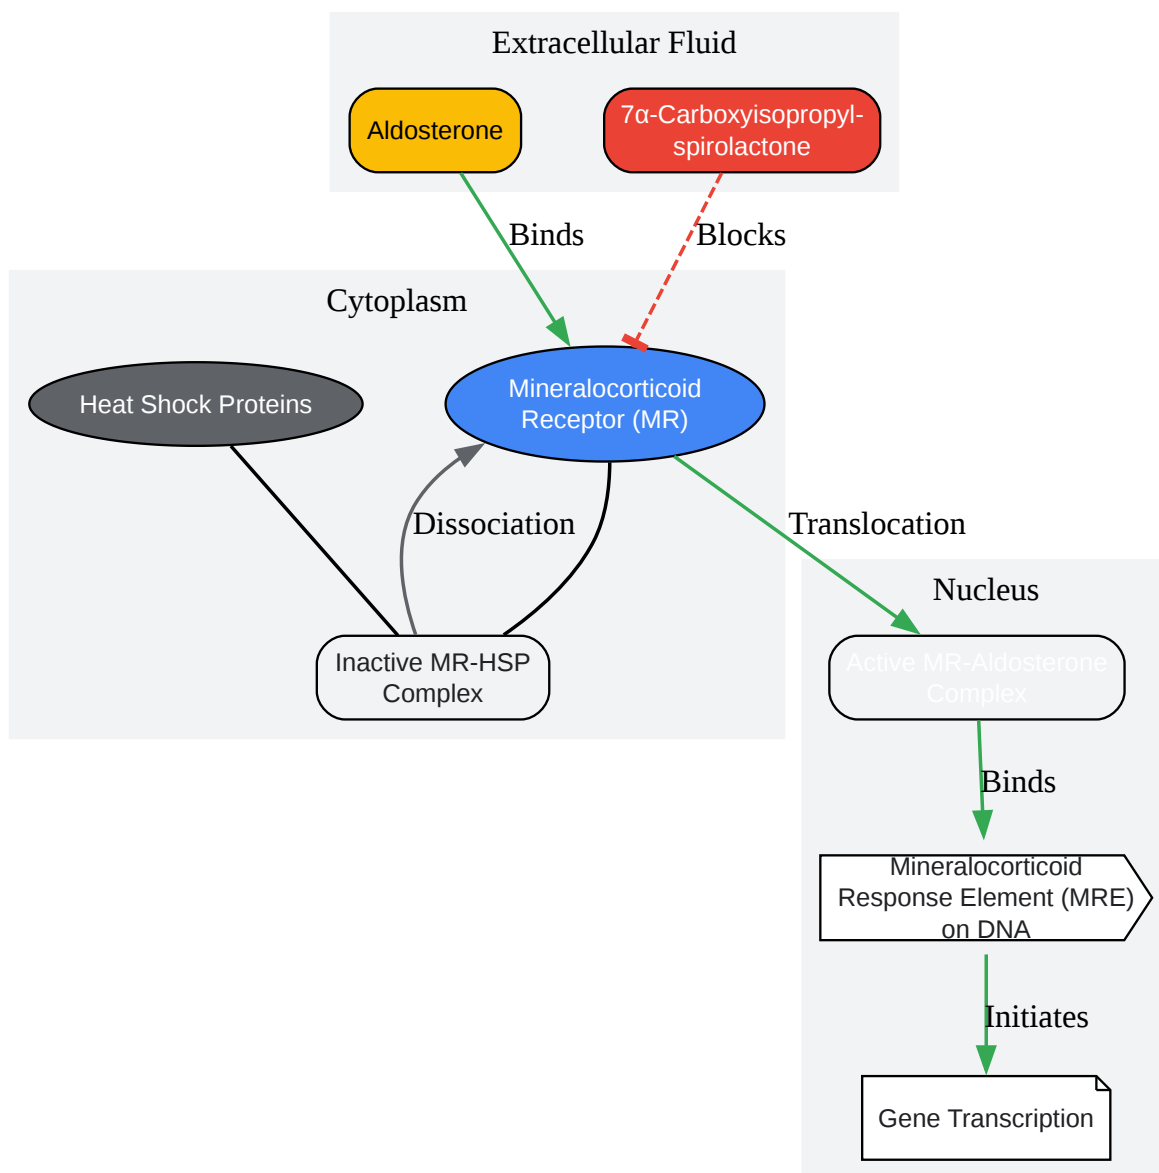 Extracellular Fluid
Aldosterone
7α-Carboxyisopropyl-
spirolactone
Binds
Blocks
Cytoplasm
Heat Shock Proteins
Mineralocorticoid
Receptor (MR)
Dissociation
Translocation
Inactive MR-HSP
Complex
Nucleus
Active MR-Aldosterone
Complex
Binds
Mineralocorticoid
Response Element (MRE)
on DNA
Initiates
Gene Transcription